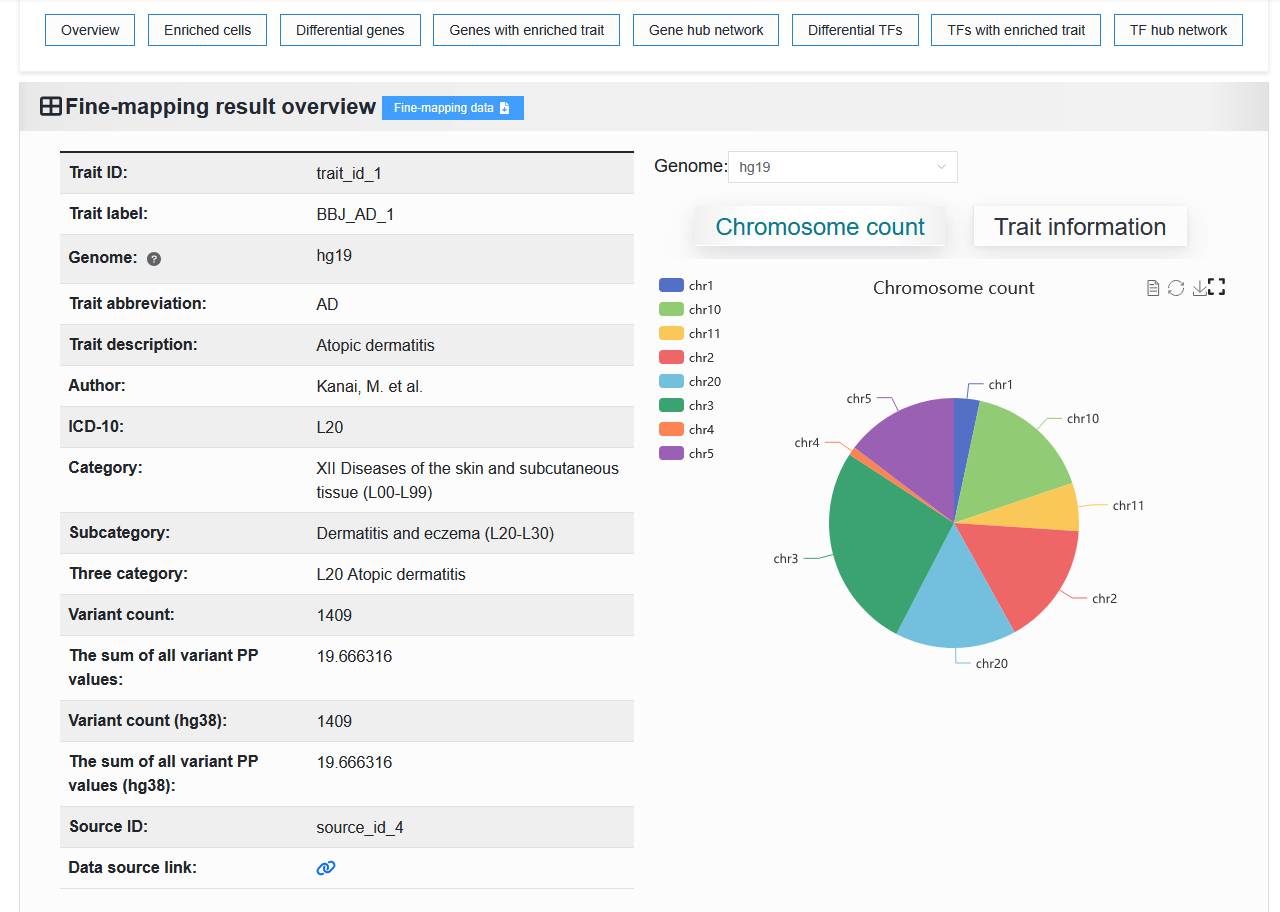 Overview Enriched cells Differential genes Genes with enriched trait Gene hub network Differential TFs TFs with enriched trait TF hub network
Fine-mapping result overview Fine-mapping data
Trait ID: trait_id_1
Trait label: BBJ_AD_1
Genome: ? hg19
Trait abbreviation: AD
Trait description: Atopic dermatitis
Author: Kanai, M. et al.
ICD-10: L20
Category: XII Diseases of the skin and subcutaneous
tissue (L00-L99)
Subcategory: Dermatitis and eczema (L20-L30)
Three category: L20 Atopic dermatitis
Variant count: 1409
The sum of all variant PP 19.666316
values:
Variant count (hg38): 1409
The sum of all variant PP 19.666316
values (hg38):
Source ID: source_id_4
Data source link:
Genome: hg19
Chromosome count Trait information
Chromosome count
chr1
chr10
chr11
chr2
chr20
chr3
chr4
chr5
chr1
chr10
chr11
chr2
chr20
chr3
chr4
chr5